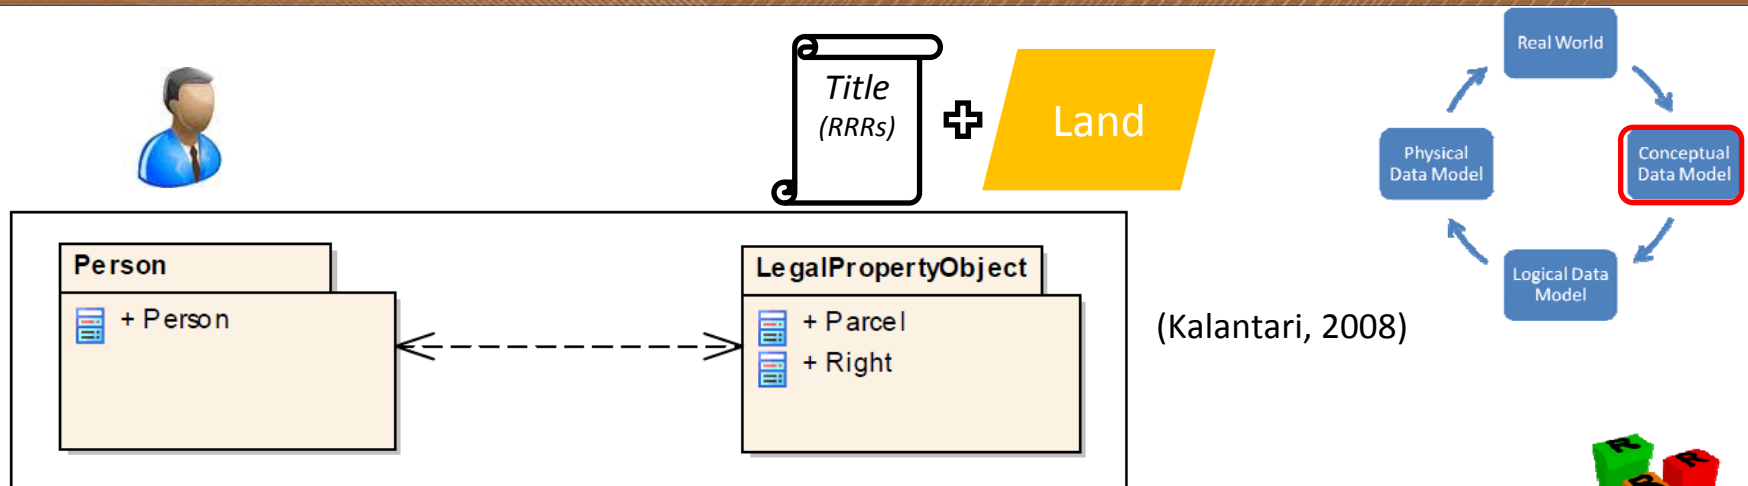 Title
(RRRs)
Land
Real World
Physical
Data Model
Conceptual
Data Model
Logical Data
Model
Person
+ Person
LegalPropertyObject
+ Parcel
+ Right
(Kalantari, 2008)
R
R
R